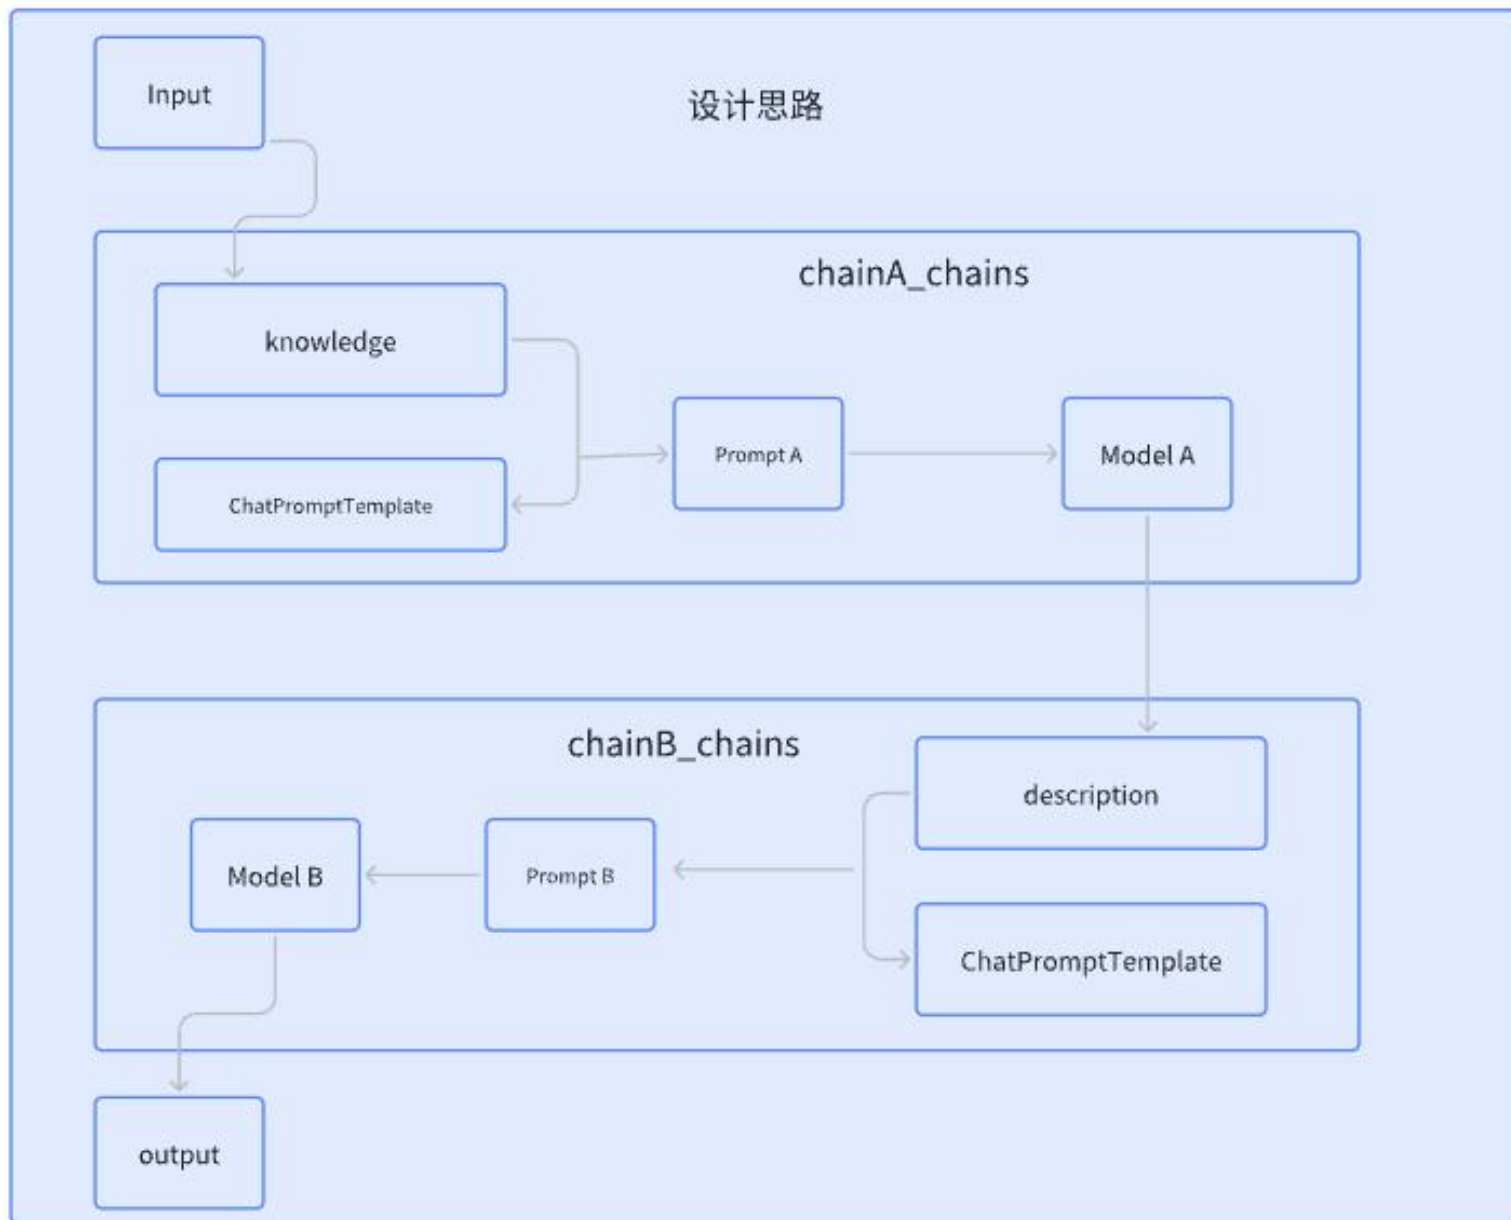 Input
设计思路
chainA_chains
knowledge
Prompt A
Model A
ChatPromptTemplate
chainB_chains
description
Model B
Prompt B
ChatPromptTemplate
output